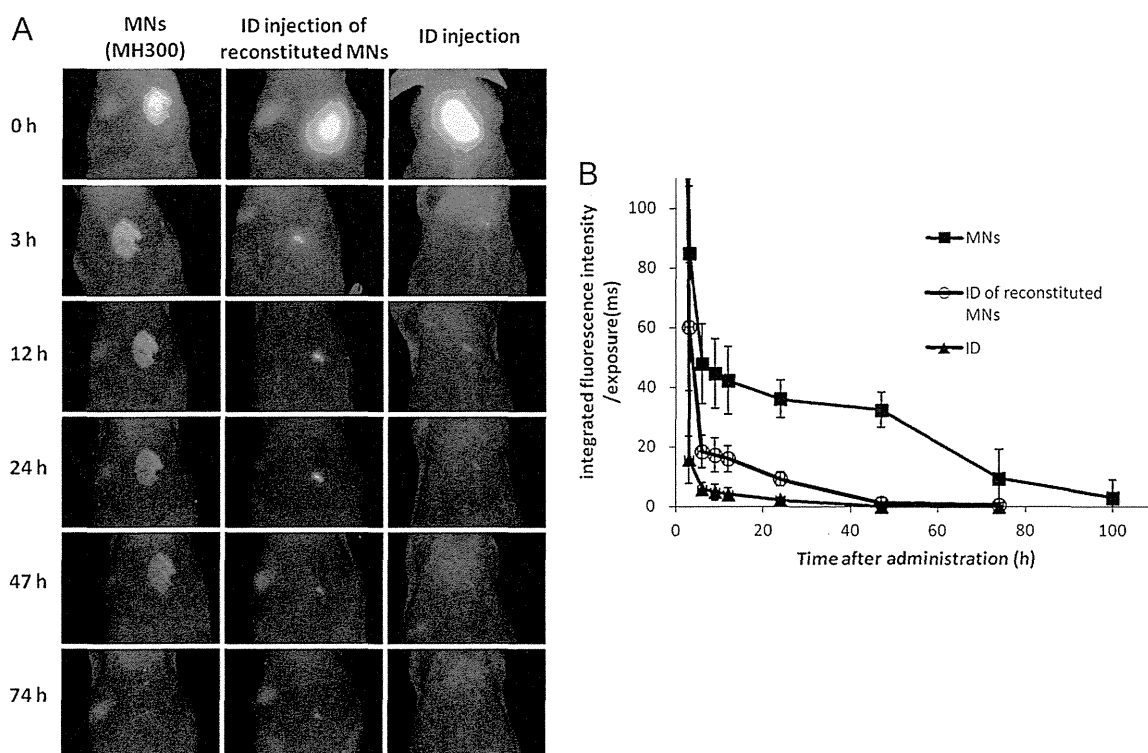 A
MNs
(MH300)
ID injection of
reconstituted MNs
ID injection
0 h
3 h
12 h
24 h
47 h
74 h
B
integrated fluorescence intensity
/exposure(ms)
100
80
60
40
20
0
0
20
40
60
80
100
Time after administration (h)
MNs
ID of reconstituted
MNs
ID